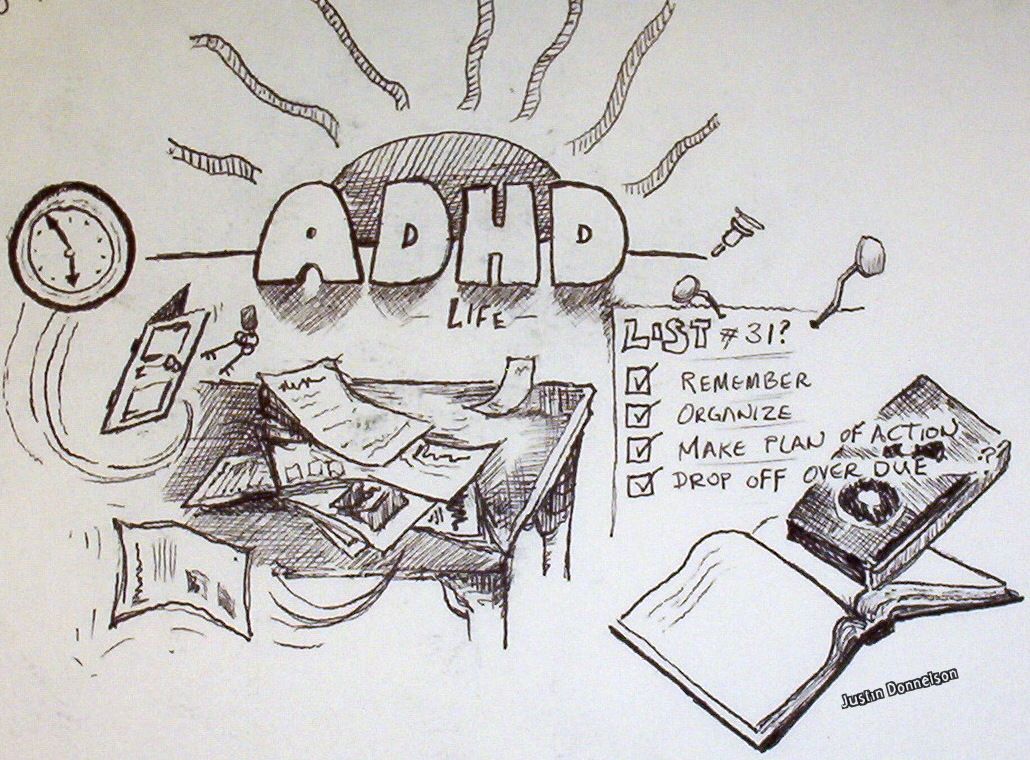 ADHD
LIFE
LIST #31?
REMEMBER
ORGANIZE
MAKE PLAN OF ACTION
DROP OFF OVER DUE
??
Justin Donnelson